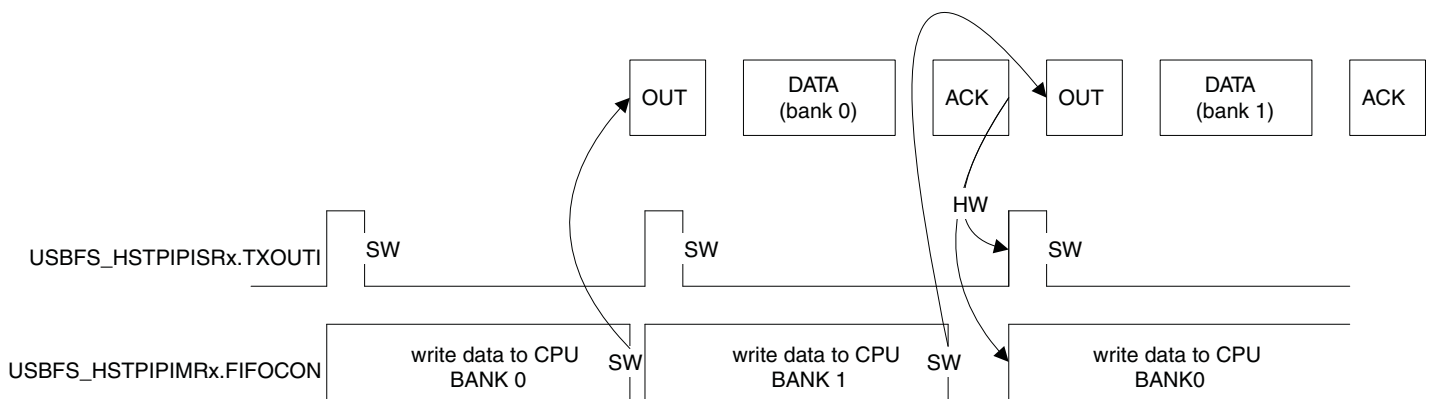 OUT
DATA
(bank 0)
ACK
OUT
DATA
(bank 1)
ACK
HW
USBFS_HSTPIPISRx.TXOUTI
SW
SW
SW
USBFS_HSTPIPIMRx.FIFOCON
write data to CPU
BANK 0
SW
write data to CPU
BANK 1
SW
write data to CPU
BANK0